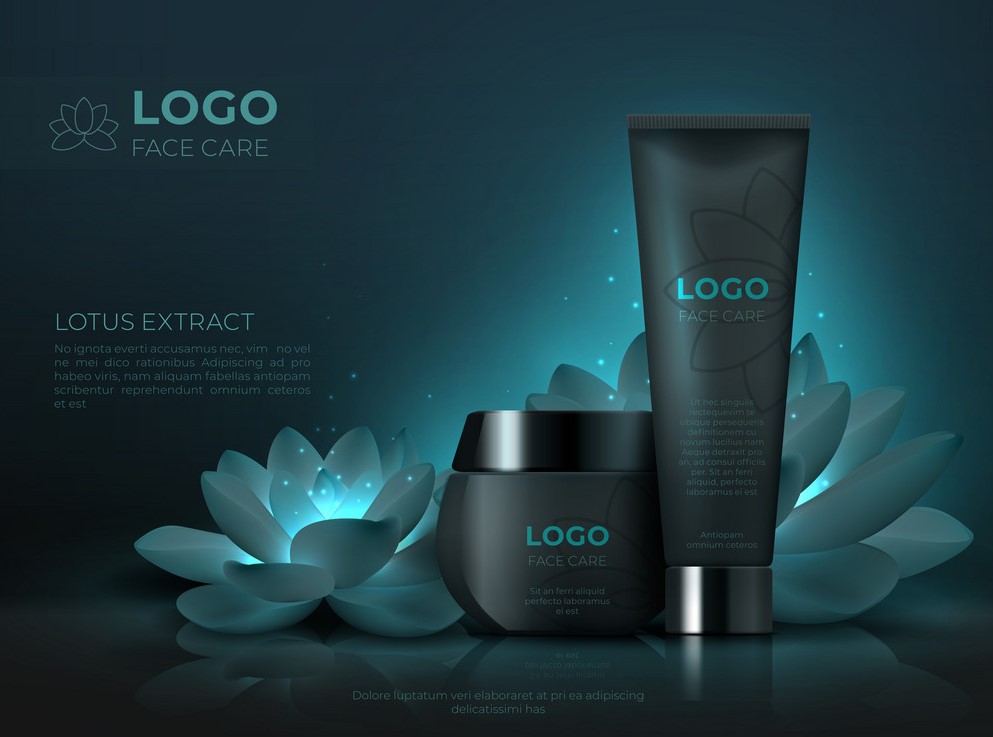 LOGO
FACE CARE
LOTUS EXTRACT
No ignota everti accusamus nec, vim no vel
ne mei dico rationibus Adipiscing ad pro
habeo viris, nam aliquam fabellas antiopam
scribentur reprehendunt omnium ceteros
et est
LOGO
FACE CARE
Ut nec singulis
rectequevim te
ubique persequeris
definitionem cu
novum lucilius nam
Aeque detraxit pro
an, ad consul officiis
per. Sit an ferri
aliquid, perfecto
laboramus ei est
Antiopam
omnium ceteros
LOGO
FACE CARE
Sit an ferri aliquid
perfecto laboramus
ei est
Dolore luptatum veri elaboraret at pri ea adipiscing
delicatissimi has